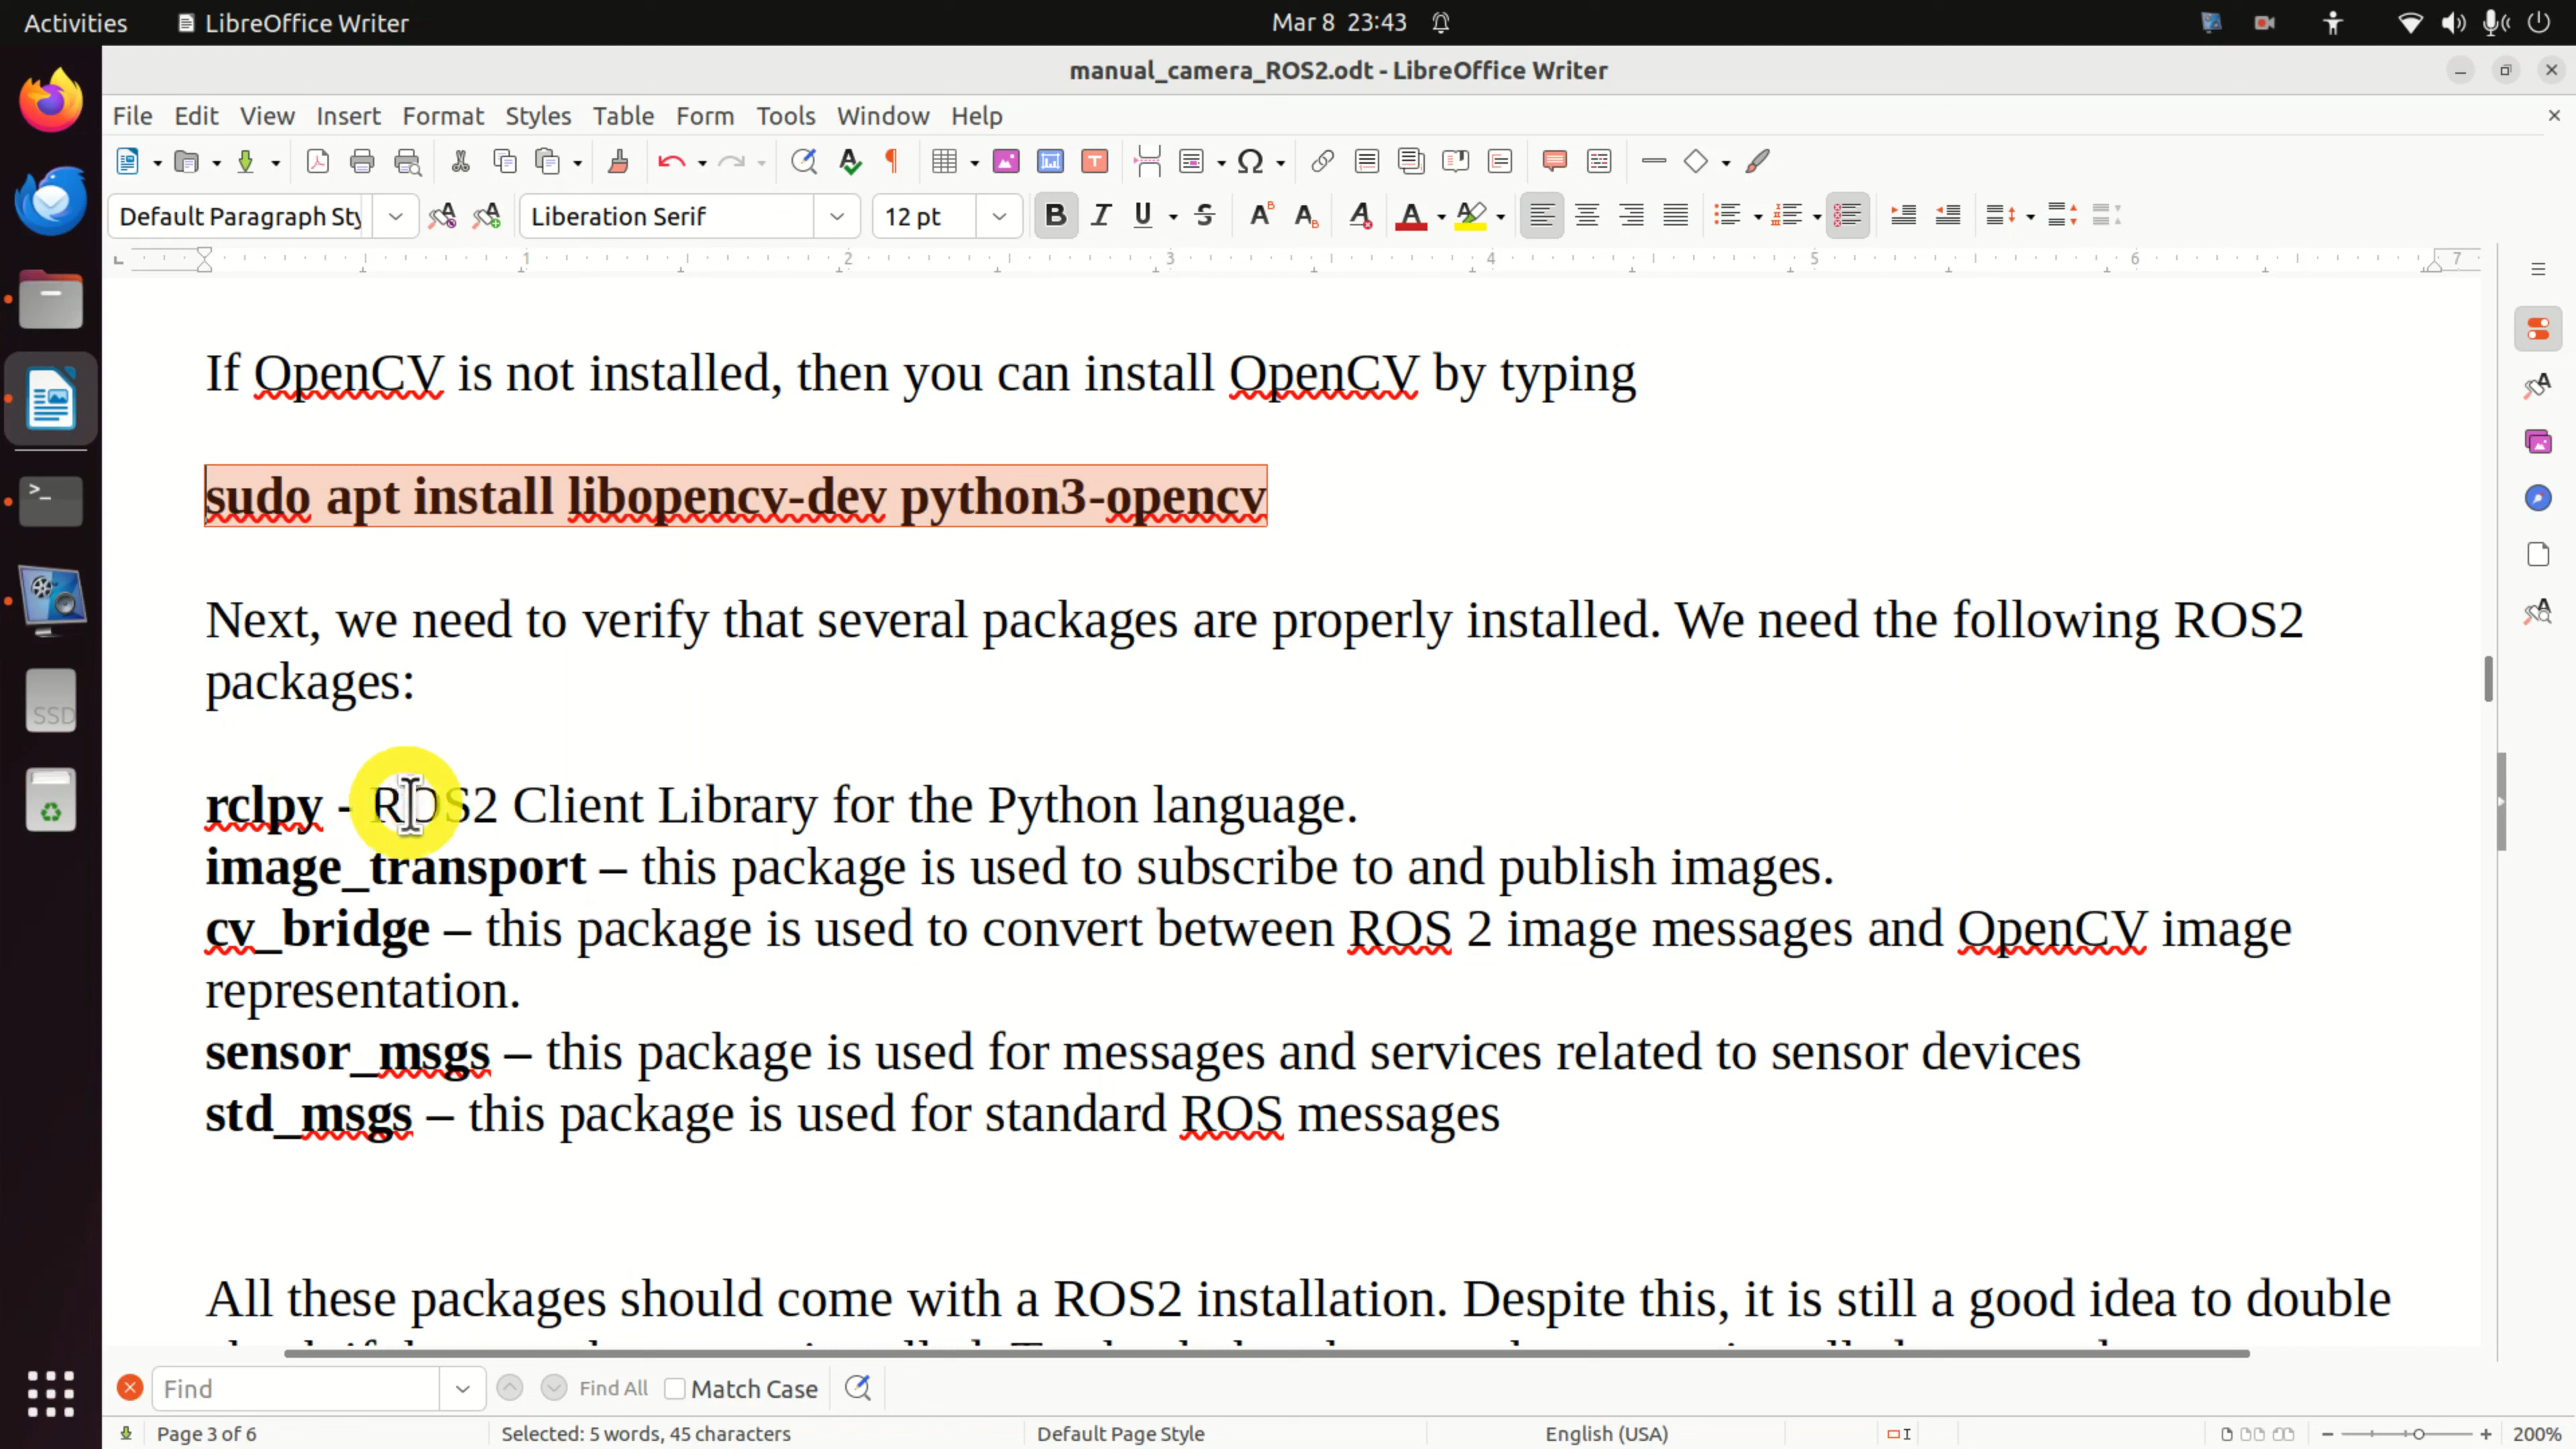 Activities LibreOffice Writer Mar 8 23:43
manual_camera_ROS2.odt - LibreOffice Writer
File Edit View Insert Format Styles Table Form Tools Window Help
Default Paragraph Sty Liberation Serif 12 pt
1 2 3 4 5 6 7
If OpenCV is not installed, then you can install OpenCV by typing
sudo apt install libopencv-dev python3-opencv
Next, we need to verify that several packages are properly installed. We need the following ROS2
packages:
rclpy - ROS2 Client Library for the Python language.
image_transport – this package is used to subscribe to and publish images.
cv_bridge – this package is used to convert between ROS 2 image messages and OpenCV image
representation.
sensor_msgs – this package is used for messages and services related to sensor devices
std_msgs – this package is used for standard ROS messages
SSD
All these packages should come with a ROS2 installation. Despite this, it is still a good idea to double
Find Find All Match Case
Page 3 of 6 Selected: 5 words, 45 characters Default Page Style English (USA) 200%